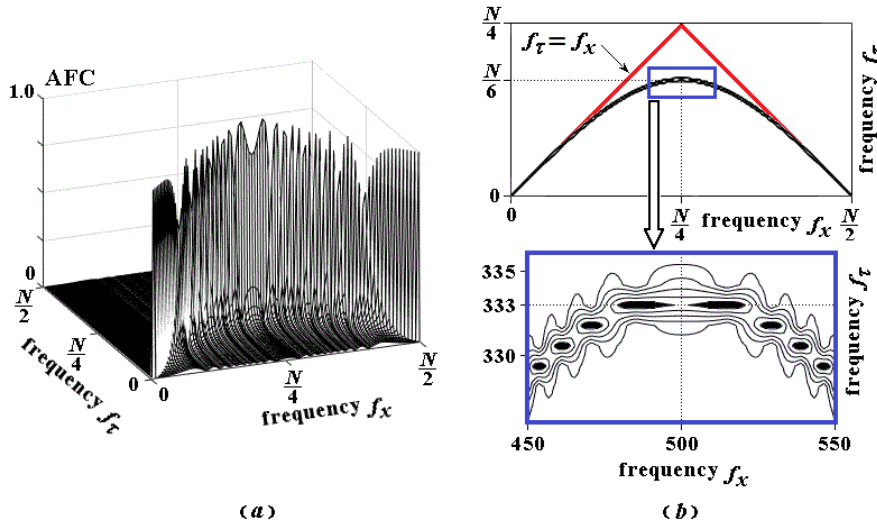 AFC
1.0
0
N/2
N/4
0
0
N/4
N/2
frequency fτ
frequency fx
(a)
N/4
N/6
0
fτ=fx
0
N/4
N/2
frequency fx
frequency fτ
335
333
330
450
500
550
frequency fx
frequency fτ
(b)